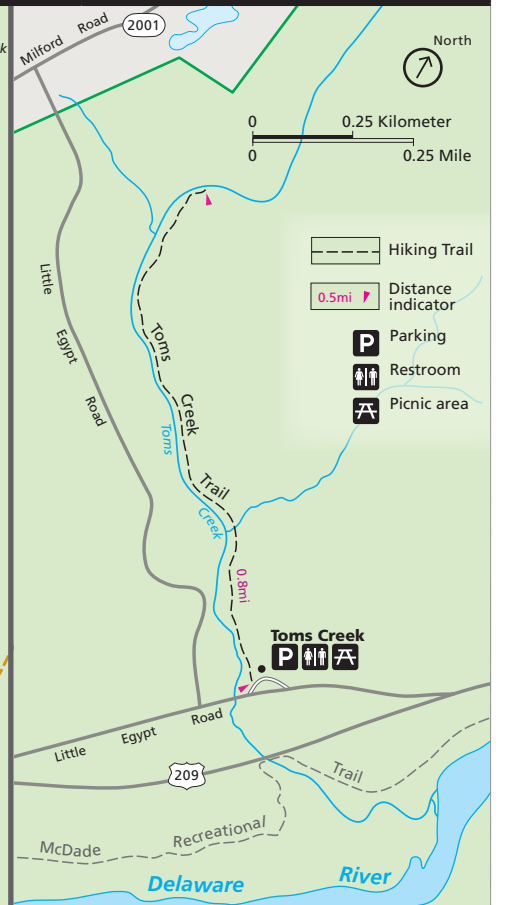 k
Milford Road
2001
North
0 0.25 Kilometer
0 0.25 Mile
Hiking Trail
0.5mi
Distance
indicator
P
Parking
Restroom
Picnic area
Little Egypt Road
Toms Creek Trail
Toms Creek
0.8mi
Toms Creek
P
Little Egypt Road
209
Trail
McDade Recreational
Delaware River